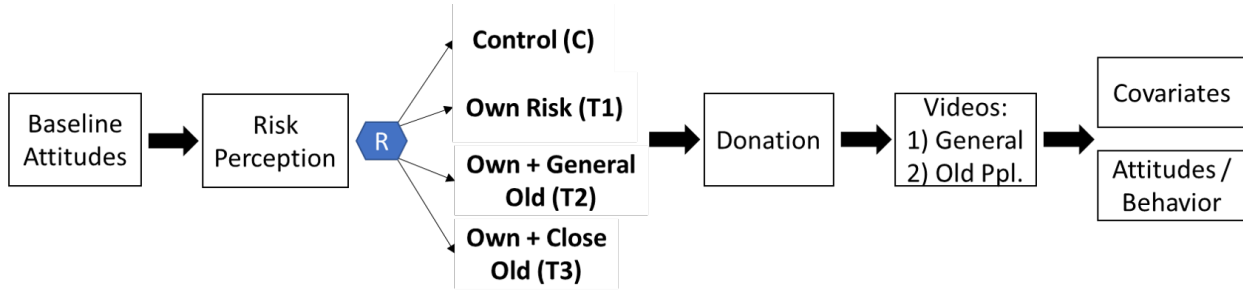 Baseline
Attitudes
Risk
Perception
R
Control (C)
Own Risk (T1)
Own + General
Old (T2)
Own + Close
Old (T3)
Donation
Videos:
1) General
2) Old Ppl.
Covariates
Attitudes /
Behavior